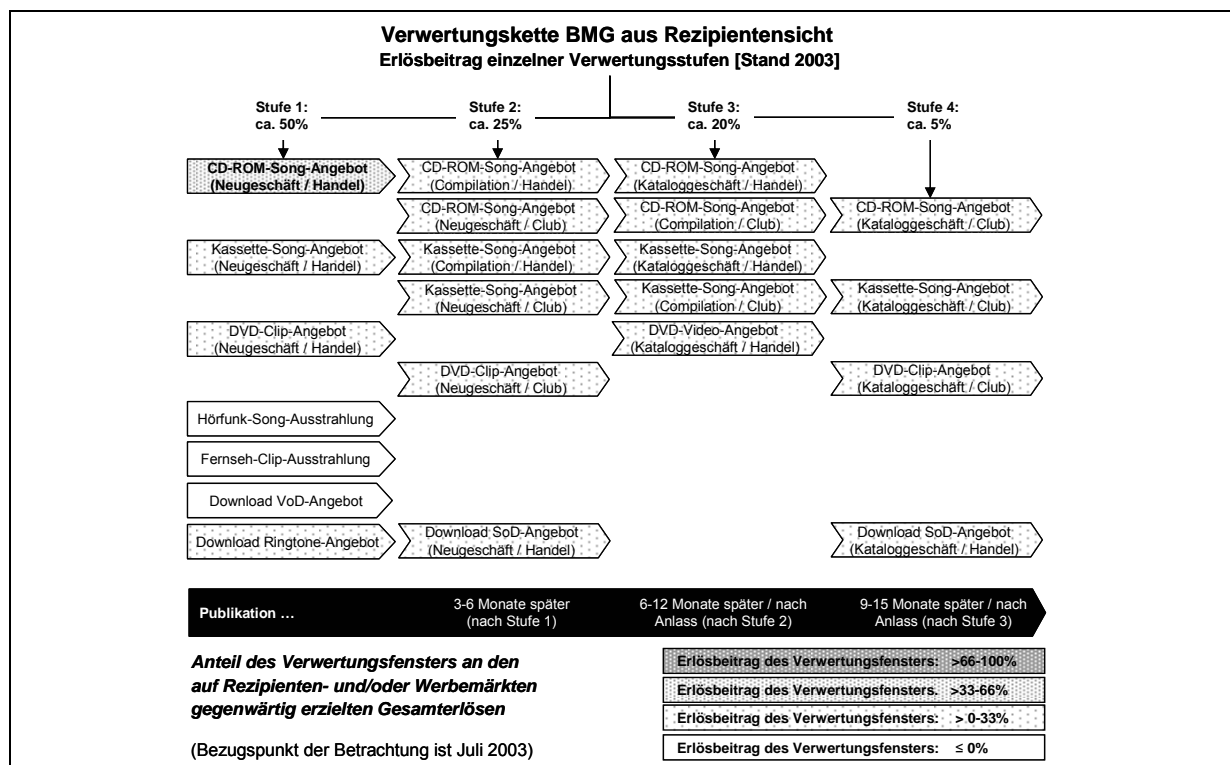 Verwertungskette BMG aus Rezipientensicht
Erlösbeitrag einzelner Verwertungsstufen [Stand 2003]
Stufe 1:
ca. 50%
Stufe 2:
ca. 25%
Stufe 3:
ca. 20%
Stufe 4:
ca. 5%
CD-ROM-Song-Angebot
(Neugeschäft / Handel)
CD-ROM-Song-Angebot
(Compilation / Handel)
CD-ROM-Song-Angebot
(Kataloggeschäft / Handel)
CD-ROM-Song-Angebot
(Neugeschäft / Club)
CD-ROM-Song-Angebot
(Compilation / Club)
CD-ROM-Song-Angebot
(Kataloggeschäft / Club)
Kassette-Song-Angebot
(Neugeschäft / Handel)
Kassette-Song-Angebot
(Compilation / Handel)
Kassette-Song-Angebot
(Kataloggeschäft / Handel)
Kassette-Song-Angebot
(Neugeschäft / Club)
Kassette-Song-Angebot
(Compilation / Club)
Kassette-Song-Angebot
(Kataloggeschäft / Club)
DVD-Clip-Angebot
(Neugeschäft / Handel)
DVD-Video-Angebot
(Kataloggeschäft / Handel)
DVD-Clip-Angebot
(Neugeschäft / Club)
DVD-Clip-Angebot
(Kataloggeschäft / Club)
Hörfunk-Song-Ausstrahlung
Fernseh-Clip-Ausstrahlung
Download VoD-Angebot
Download Ringtone-Angebot
Download SoD-Angebot
(Neugeschäft / Handel)
Download SoD-Angebot
(Kataloggeschäft / Handel)
Publikation ...
3-6 Monate später
(nach Stufe 1)
6-12 Monate später / nach
Anlass (nach Stufe 2)
9-15 Monate später / nach
Anlass (nach Stufe 3)
Anteil des Verwertungsfensters an den
auf Rezipienten- und/oder Werbemärkten
gegenwärtig erzielten Gesamterlösen
(Bezugspunkt der Betrachtung ist Juli 2003)
Erlösbeitrag des Verwertungsfensters: >66-100%
Erlösbeitrag des Verwertungsfensters. >33-66%
Erlösbeitrag des Verwertungsfensters: > 0-33%
Erlösbeitrag des Verwertungsfensters: ≤ 0%